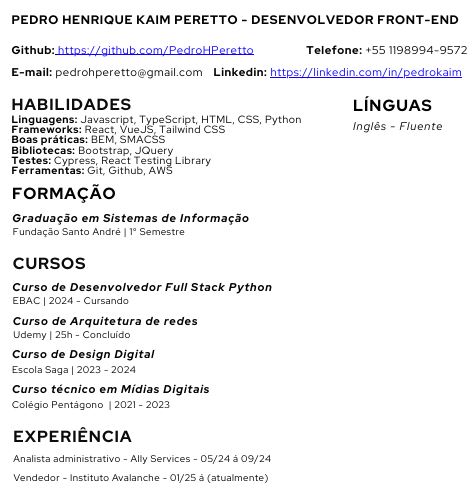 PEDRO HENRIQUE KAIM PERETTO - DESENVOLVEDOR FRONT-END
Github: https://github.com/PedroHPeretto Telefone: +55 1198994-9572
E-mail: pedrohperetto@gmail.com Linkedin: https://linkedin.com/in/pedrokaim
HABILIDADES
Linguagens: Javascript, TypeScript, HTML, CSS, Python
Frameworks: React, VueJS, Tailwind CSS
Boas práticas: BEM, SMACSS
Bibliotecas: Bootstrap, JQuery
Testes: Cypress, React Testing Library
Ferramentas: Git, Github, AWS
LÍNGUAS
Inglês - Fluente
FORMAÇÃO
Graduação em Sistemas de Informação
Fundação Santo André | 1° Semestre
CURSOS
Curso de Desenvolvedor Full Stack Python
EBAC | 2024 - Cursando
Curso de Arquitetura de redes
Udemy | 25h - Concluído
Curso de Design Digital
Escola Saga | 2023 - 2024
Curso técnico em Mídias Digitais
Colégio Pentágono | 2021 - 2023
EXPERIÊNCIA
Analista administrativo - Ally Services - 05/24 á 09/24
Vendedor - Instituto Avalanche - 01/25 á (atualmente)